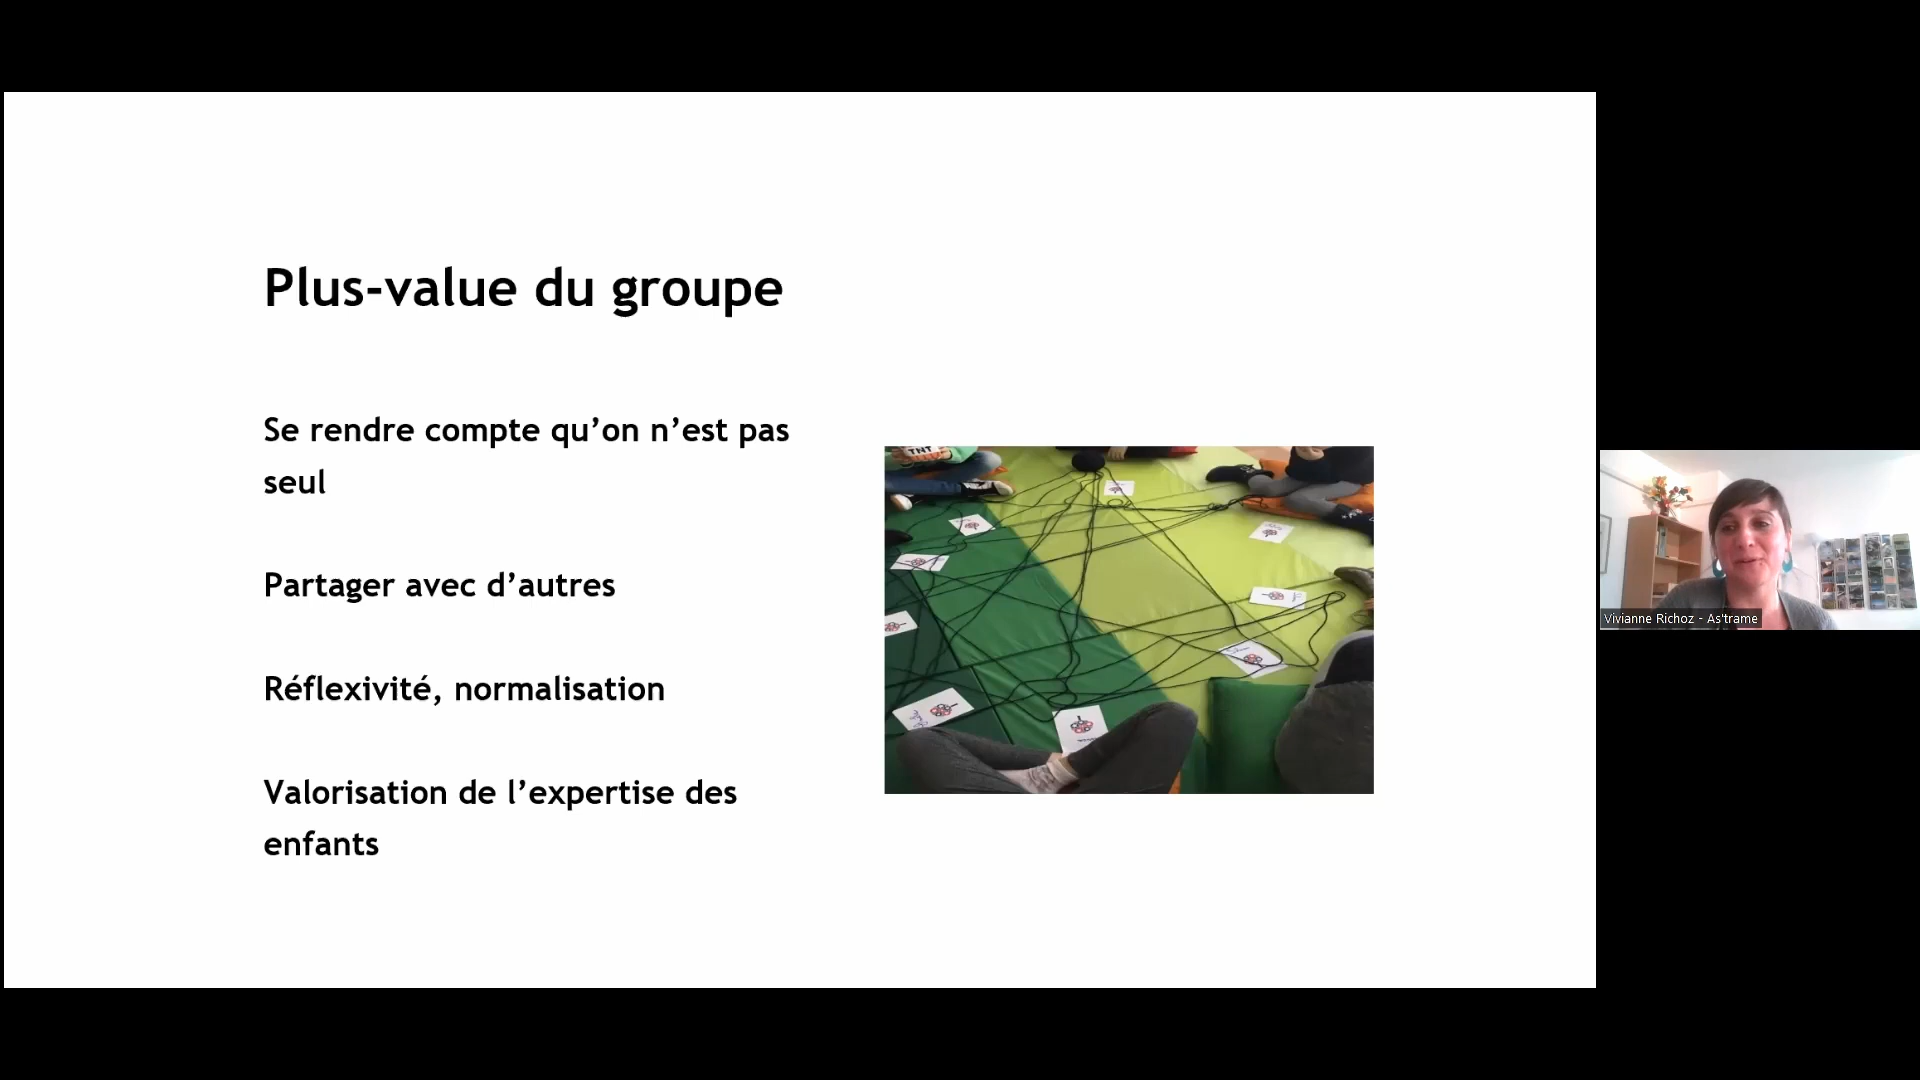 Plus-value du groupe
Se rendre compte qu’on n’est pas
seul
Partager avec d’autres
Réflexivité, normalisation
Valorisation de l’expertise des
enfants
TNT
Vivianne Richoz - As'trame